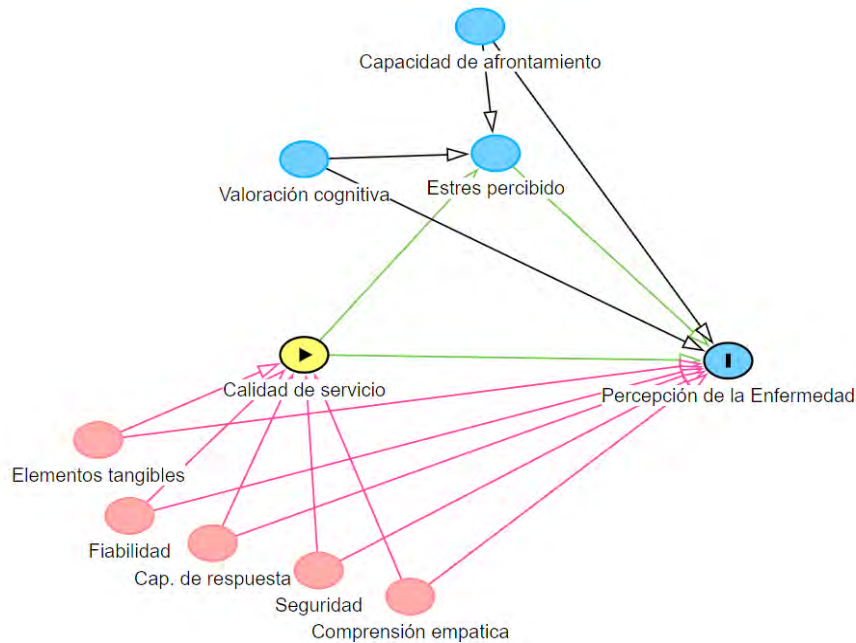 Capacidad de afrontamiento
Valoración cognitiva
Estres percibido
Calidad de servicio
Percepción de la Enfermedad
Elementos tangibles
Fiabilidad
Cap. de respuesta
Seguridad
Comprensión empatica